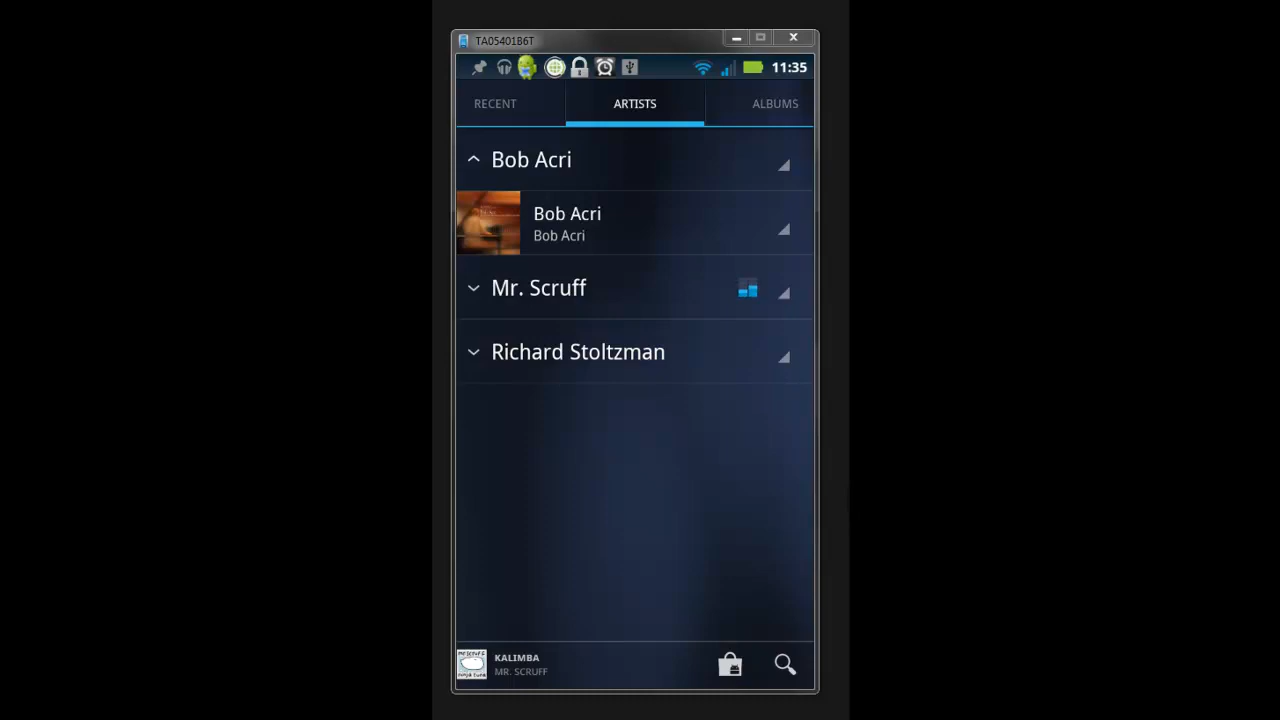 TA05401B6T
11:35
RECENT
ARTISTS
ALBUMS
Bob Acri
Bob Acri
Bob Acri
Mr. Scruff
Richard Stoltzman
KALIMBA
MR. SCRUFF